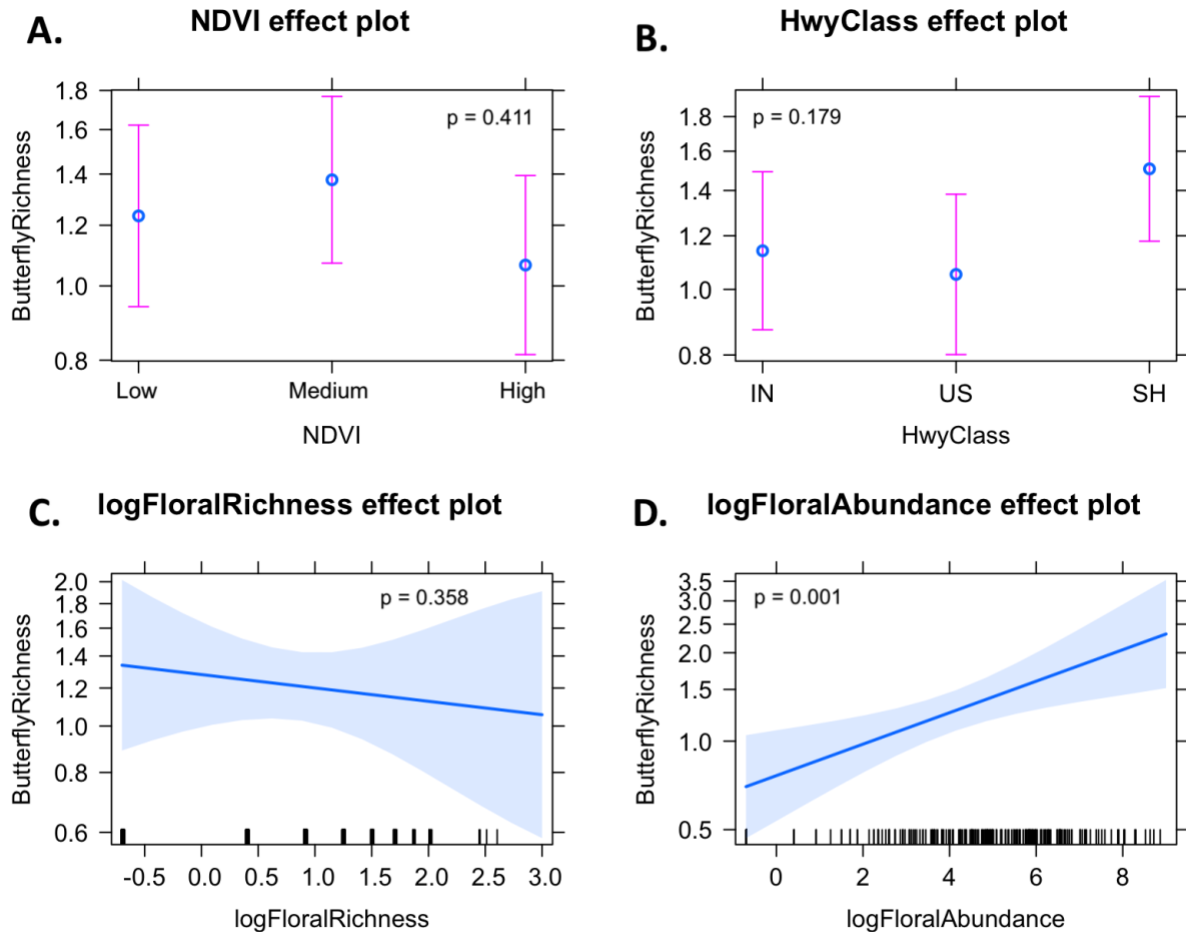 A.
NDVI effect plot
p = 0.411
ButterflyRichness
1.8
1.6
1.4
1.2
1.0
0.8
Low Medium High
NDVI
B.
HwyClass effect plot
p = 0.179
ButterflyRichness
1.8
1.6
1.4
1.2
1.0
0.8
IN US SH
HwyClass
C.
logFloralRichness effect plot
p = 0.358
ButterflyRichness
2.0
1.8
1.6
1.4
1.2
1.0
0.8
0.6
-0.5 0.0 0.5 1.0 1.5 2.0 2.5 3.0
logFloralRichness
D.
logFloralAbundance effect plot
p = 0.001
ButterflyRichness
3.5
3.0
2.5
2.0
1.5
1.0
0.5
0 2 4 6 8
logFloralAbundance